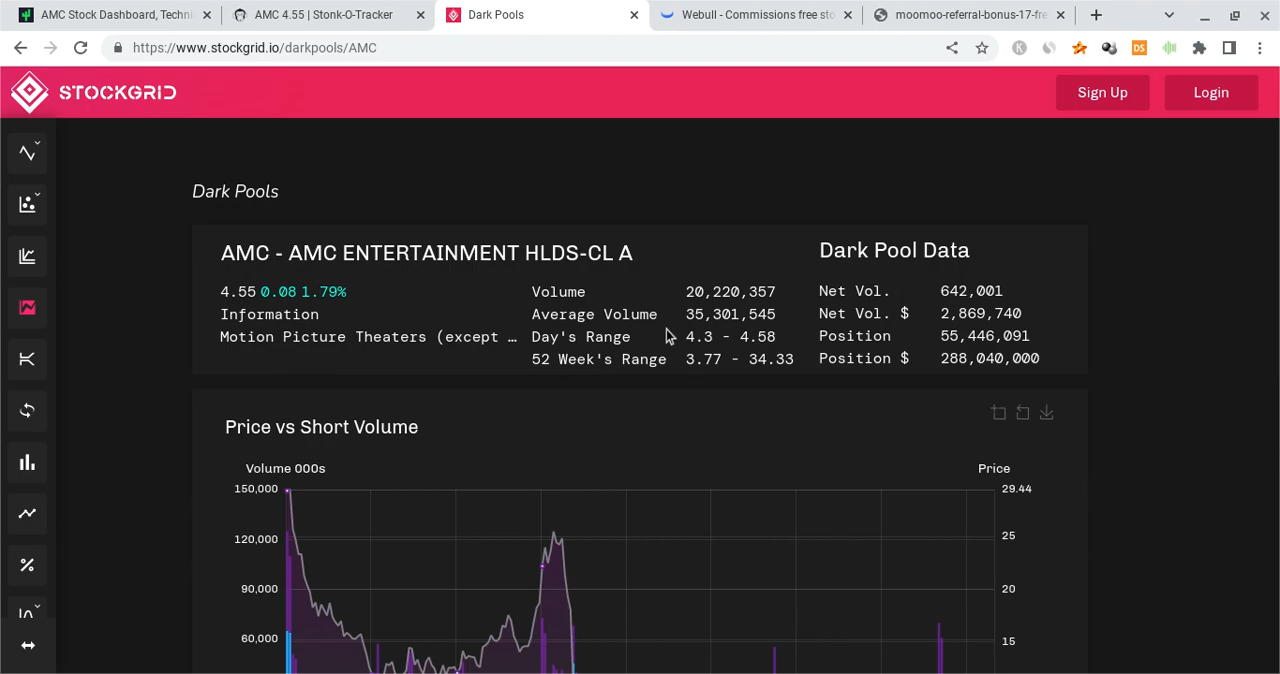 AMC Stock Dashboard, Techni
AMC 4.55 | Stonk-O-Tracker
Dark Pools
Webull - Commissions free sto
moomoo-referral-bonus-17-fre
https://www.stockgrid.io/darkpools/AMC
STOCKGRID
Sign Up
Login
Dark Pools
AMC - AMC ENTERTAINMENT HLDS-CL A
4.55 0.08 1.79%
Information
Motion Picture Theaters (except …
Volume 20,220,357
Average Volume 35,301,545
Day's Range 4.3 - 4.58
52 Week's Range 3.77 - 34.33
Dark Pool Data
Net Vol. 642,001
Net Vol. $ 2,869,740
Position 55,446,091
Position $ 288,040,000
Price vs Short Volume
Volume 000s
Price
150,000
29.44
120,000
25
90,000
20
60,000
15